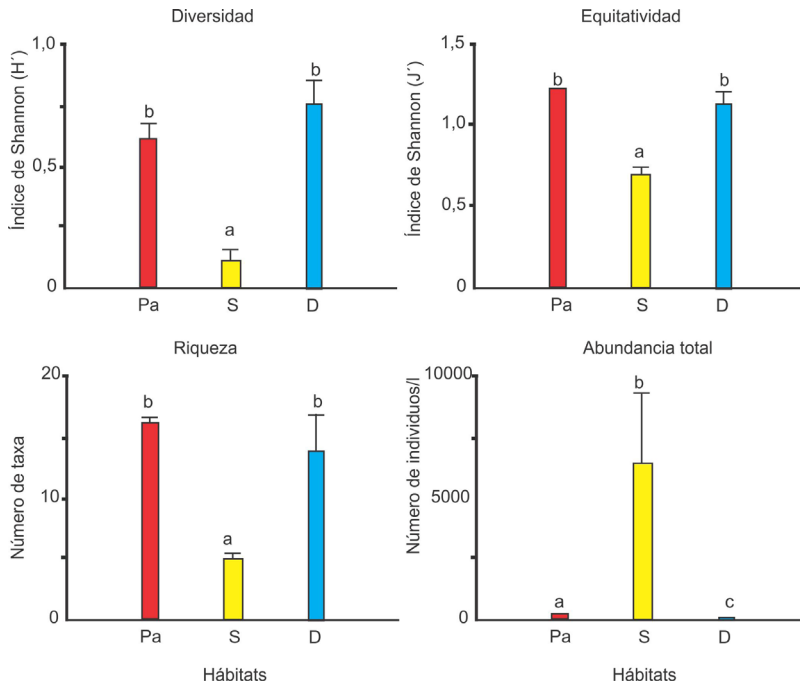 Diversidad
Índice de Shannon (H´)
1,0
0,5
0
b
a
b
Pa
S
D
Equitatividad
Índice de Shannon (J´)
1,5
1,0
0,5
0
b
a
b
Pa
S
D
Riqueza
Número de taxa
20
10
0
b
a
b
Pa
S
D
Hábitats
Abundancia total
Número de individuos/l
10000
5000
0
a
b
c
Pa
S
D
Hábitats